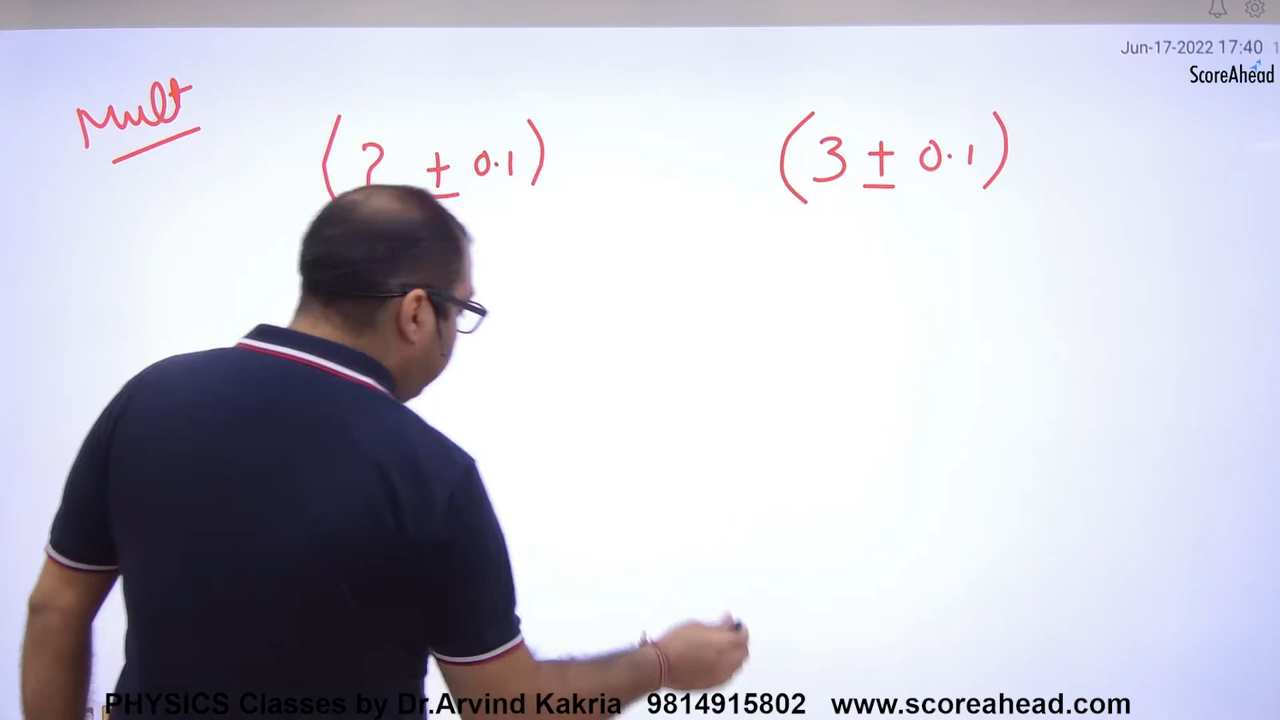 Jun-17-2022 17:40 1
ScoreAhead
Mult
(2 ± 0.1) (3 ± 0.1)
PHYSICS Classes by Dr.Arvind Kakria 9814915802 www.scoreahead.com